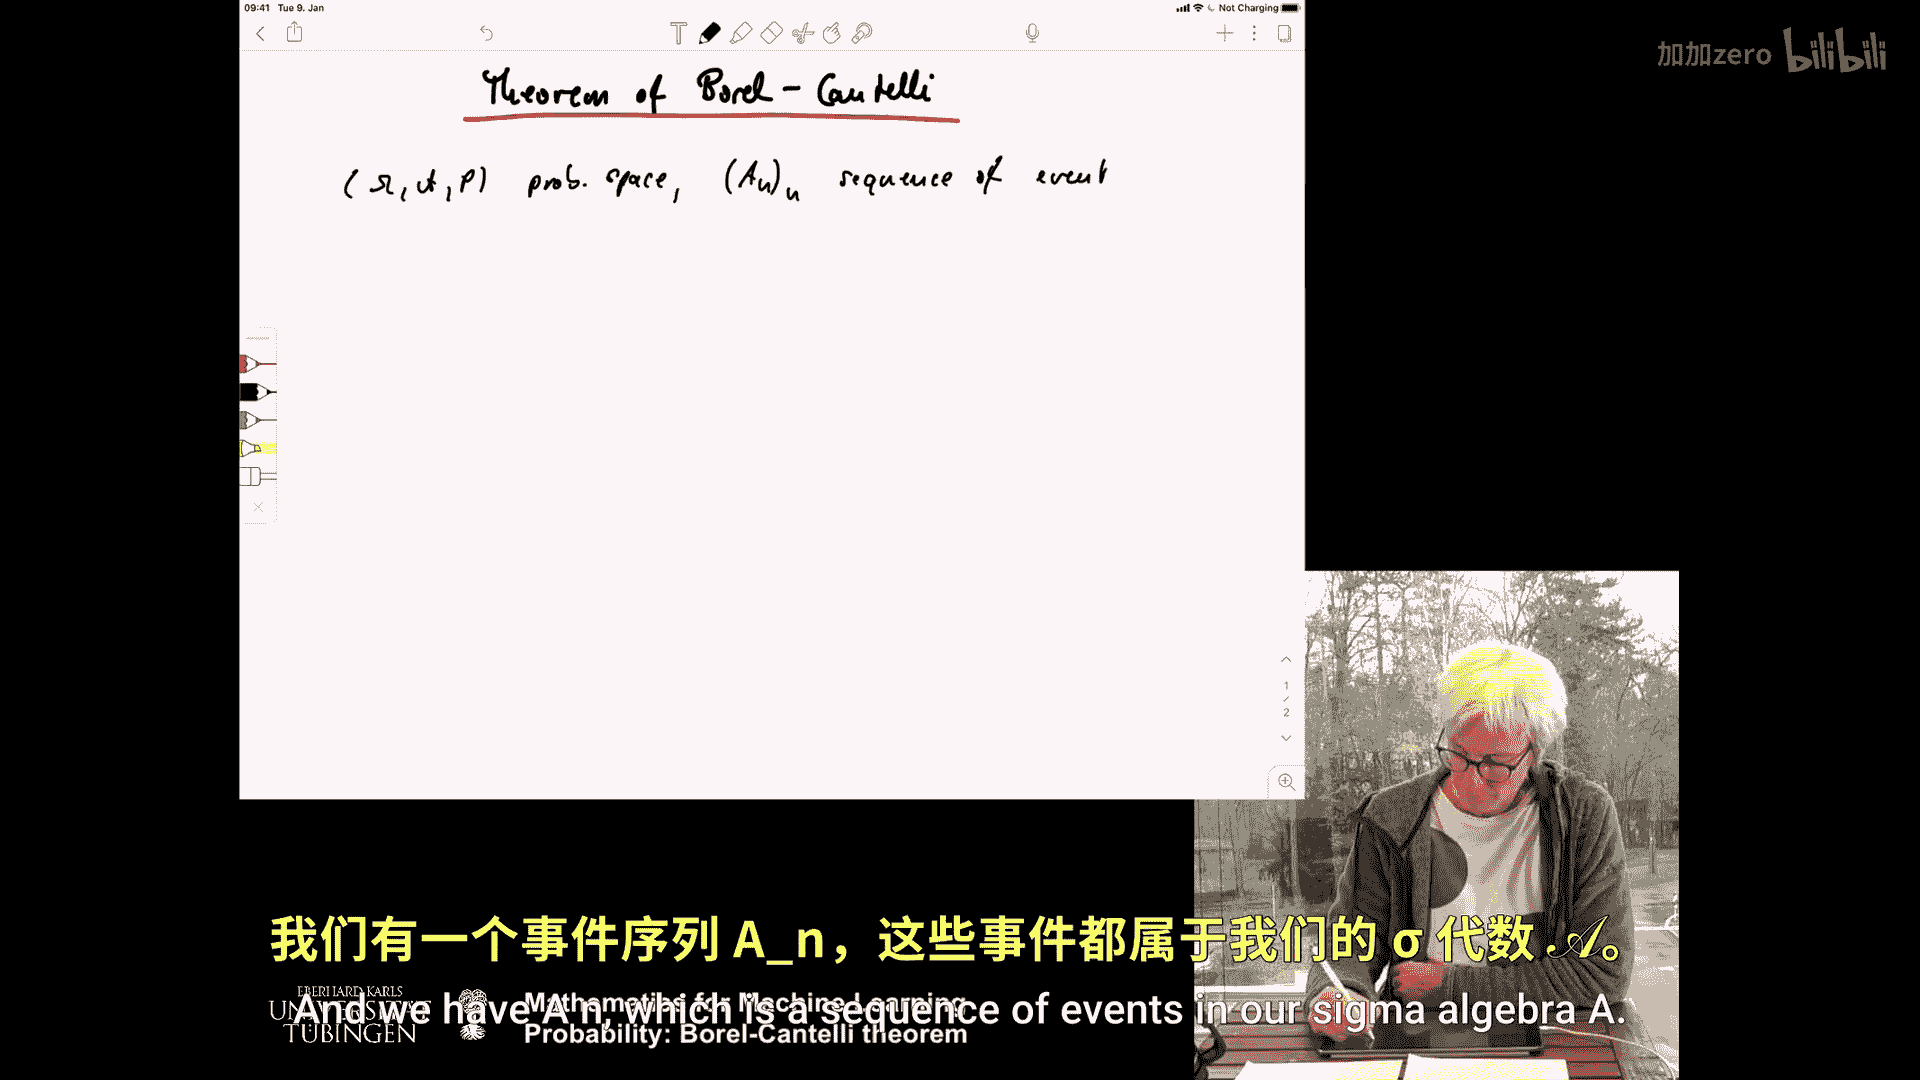 09:41 Tue 9. Jan
Not Charging
加加zero bilibili
T
Theorem of Borel-Cantelli
(Ω, 𝒜, P) prob. space, (An)n sequence of event
1
/
2
我们有一个事件序列 A_n，这些事件都属于我们的 σ 代数 𝒜。
And we have A n, which is a sequence of events in our sigma algebra A.
EBERHARD KARLS
UNIVERSITÄT
TÜBINGEN
Mathematics for Machine Learning
Probability: Borel-Cantelli theorem